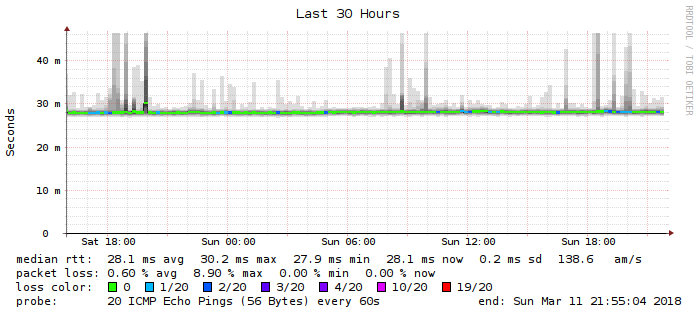 Last 30 Hours
RRDTOOL / TOBI OETIKER
Seconds
40 m
30 m
20 m
10 m
0
Sat 18:00 Sun 00:00 Sun 06:00 Sun 12:00 Sun 18:00
median rtt: 28.1 ms avg 30.2 ms max 27.9 ms min 28.1 ms now 0.2 ms sd 138.6 am/s
packet loss: 0.60 % avg 8.90 % max 0.00 % min 0.00 % now
loss color: 0 1/20 2/20 3/20 4/20 10/20 19/20
probe: 20 ICMP Echo Pings (56 Bytes) every 60s end: Sun Mar 11 21:55:04 2018